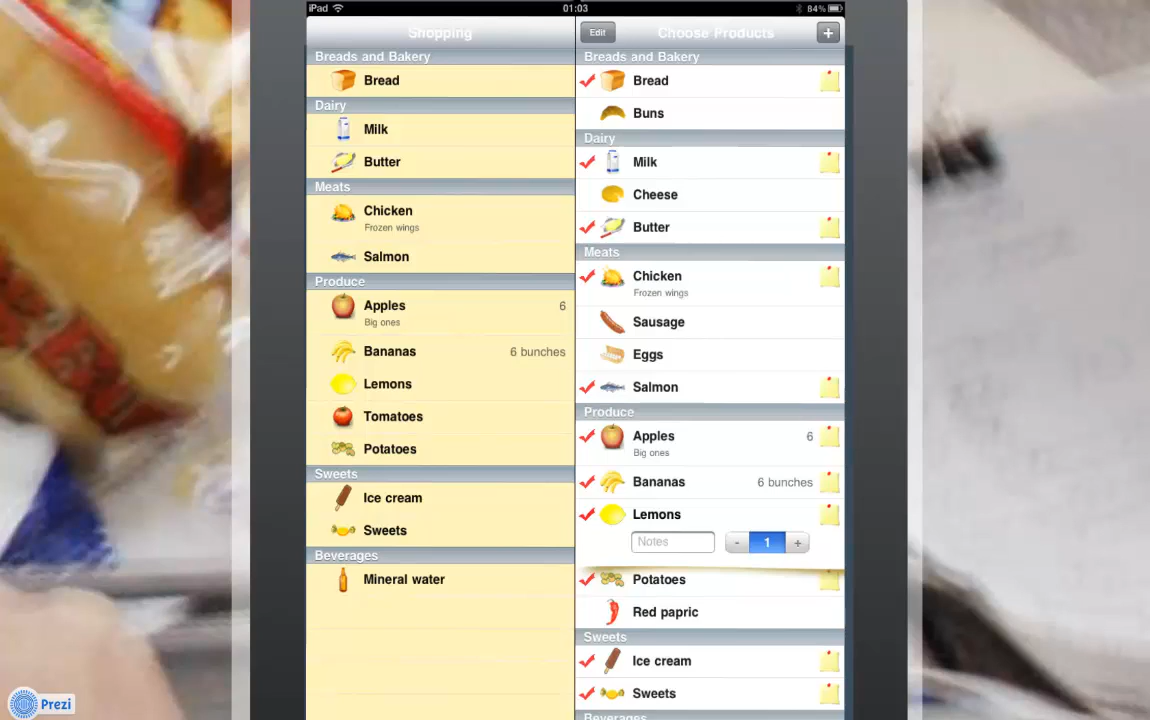 iPad
01:03
84%
Shopping
Breads and Bakery
Bread
Dairy
Milk
Butter
Meats
Chicken
Frozen wings
Salmon
Produce
Apples 6
Big ones
Bananas 6 bunches
Lemons
Tomatoes
Potatoes
Sweets
Ice cream
Sweets
Beverages
Mineral water
Edit Choose Products +
Breads and Bakery
Bread
Buns
Dairy
Milk
Cheese
Butter
Meats
Chicken
Frozen wings
Sausage
Eggs
Salmon
Produce
Apples 6
Big ones
Bananas 6 bunches
Lemons
Notes - 1 +
Potatoes
Red papric
Sweets
Ice cream
Sweets
Beverages
Prezi